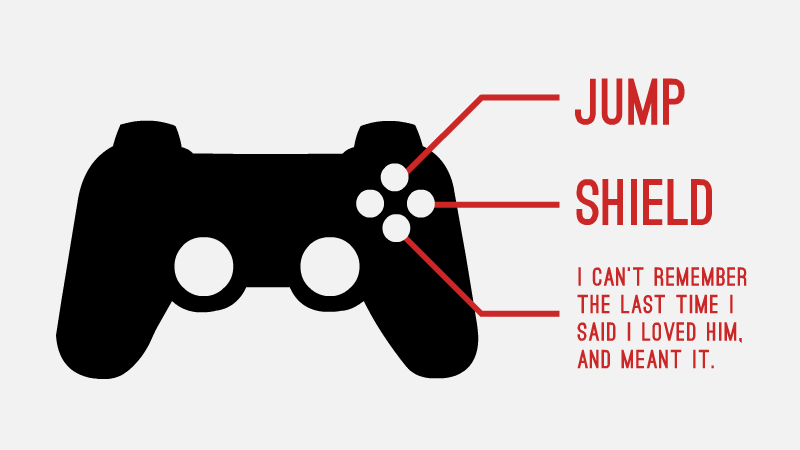 JUMP
SHIELD
I CAN'T REMEMBER
THE LAST TIME I
SAID I LOVED HIM,
AND MEANT IT.